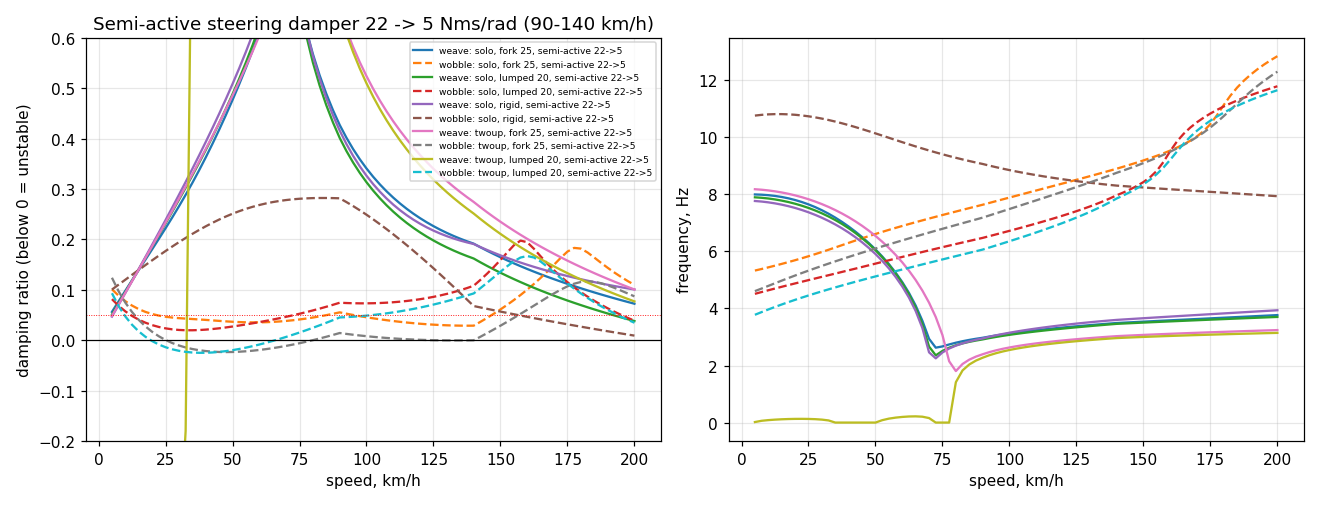 Semi-active steering damper 22 -> 5 Nms/rad (90-140 km/h)
damping ratio (below 0 = unstable)
0.6
0.5
0.4
0.3
0.2
0.1
0.0
−0.1
−0.2
weave: solo, fork 25, semi-active 22->5
wobble: solo, fork 25, semi-active 22->5
weave: solo, lumped 20, semi-active 22->5
wobble: solo, lumped 20, semi-active 22->5
weave: solo, rigid, semi-active 22->5
wobble: solo, rigid, semi-active 22->5
weave: twoup, fork 25, semi-active 22->5
wobble: twoup, fork 25, semi-active 22->5
weave: twoup, lumped 20, semi-active 22->5
wobble: twoup, lumped 20, semi-active 22->5
0 25 50 75 100 125 150 175 200
speed, km/h
frequency, Hz
12
10
8
6
4
2
0
0 25 50 75 100 125 150 175 200
speed, km/h